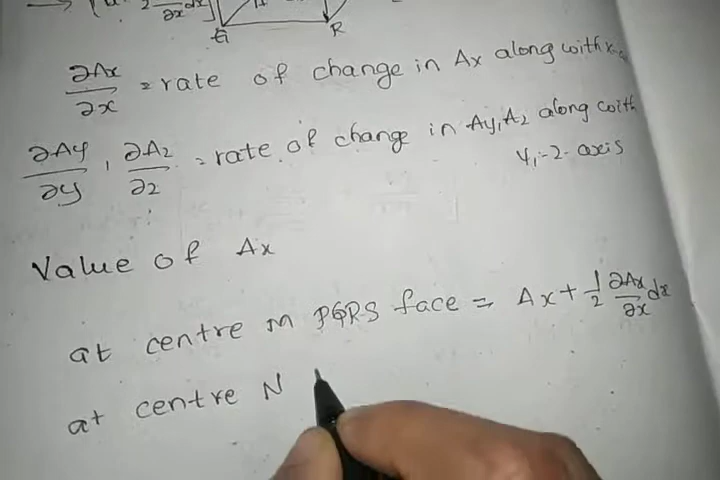 ∂x
G R
∂Ax/∂x = rate of change in Ax along with x
∂Ay/∂y, ∂Az/∂z = rate of change in Ay, Az along with
y, -z- axis
Value of Ax
at centre M PQRS face = Ax + 1/2 ∂Ax/∂x dx
at centre N